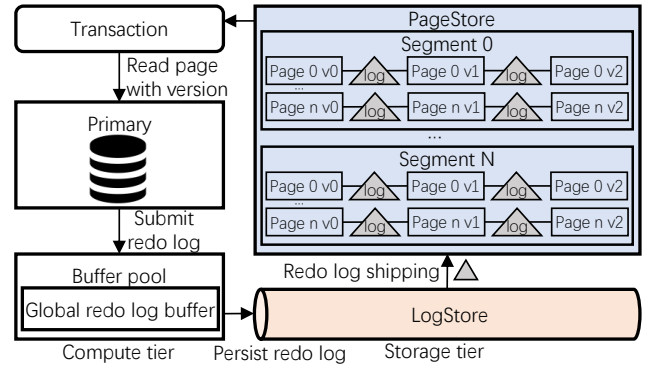 Transaction
Read page
with version
Primary
Submit
redo log
Buffer pool
Global redo log buffer
Compute tier
Persist redo log
PageStore
Segment 0
Page 0 v0 log Page 0 v1 log Page 0 v2
...
Page n v0 log Page n v1 log Page n v2
...
Segment N
Page 0 v0 log Page 0 v1 log Page 0 v2
...
Page n v0 log Page n v1 log Page n v2
Redo log shipping
LogStore
Storage tier